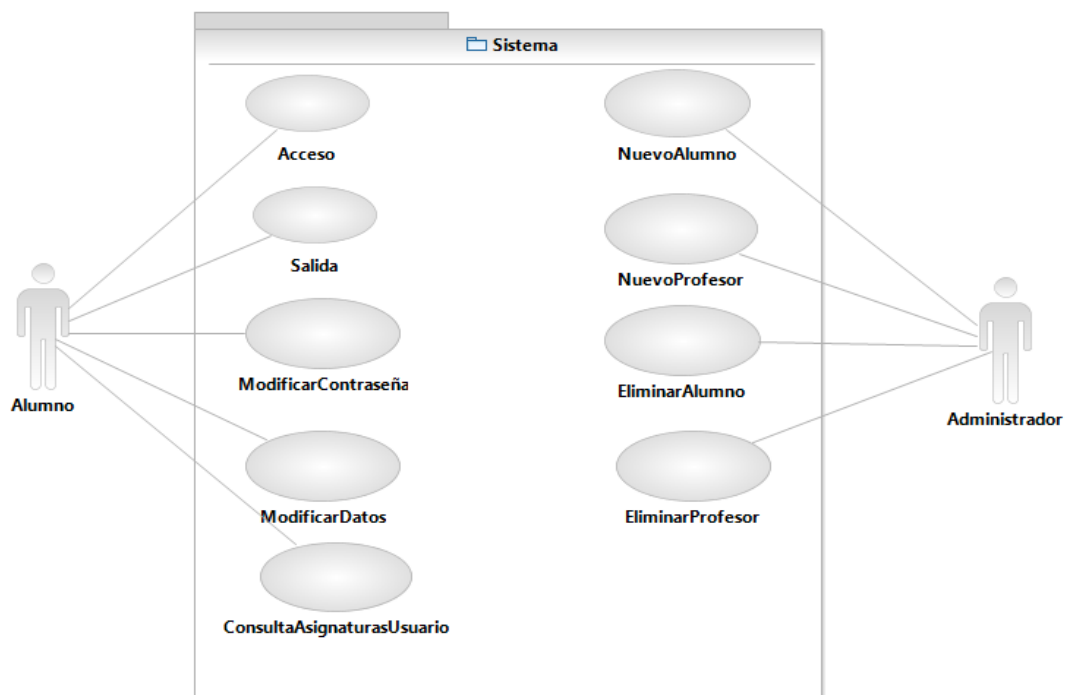 Sistema
Acceso
NuevoAlumno
Salida
NuevoProfesor
ModificarContraseña
EliminarAlumno
Alumno
Administrador
ModificarDatos
EliminarProfesor
ConsultaAsignaturasUsuario